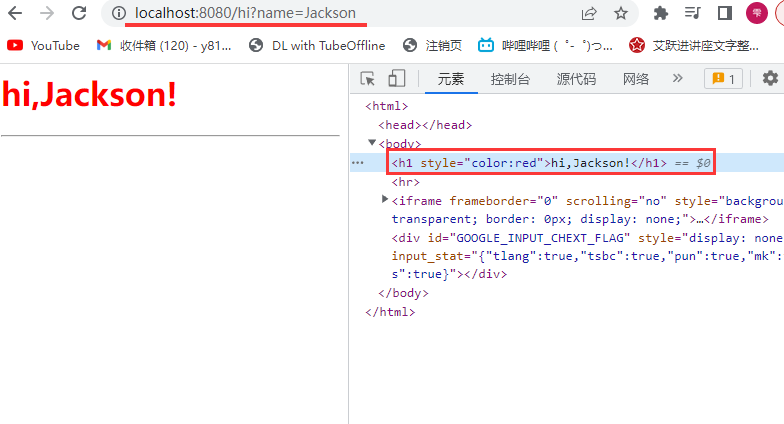 localhost:8080/hi?name=Jackson
雫
YouTube 收件箱 (120) - y81... DL with TubeOffline 注销页 哔哩哔哩 ( ゜- ゜)つ... 艾跃进讲座文字整...
hi,Jackson!
元素 控制台 源代码 网络 » 1
<html>
<head></head>
▼<body>
··· <h1 style="color:red">hi,Jackson!</h1> == $0
<hr>
▶<iframe frameborder="0" scrolling="no" style="backgrou
transparent; border: 0px; display: none;">…</iframe>
<div id="GOOGLE_INPUT_CHEXT_FLAG" style="display: none
input_stat="{"tlang":true,"tsbc":true,"pun":true,"mk":
s":true}"></div>
</body>
</html>